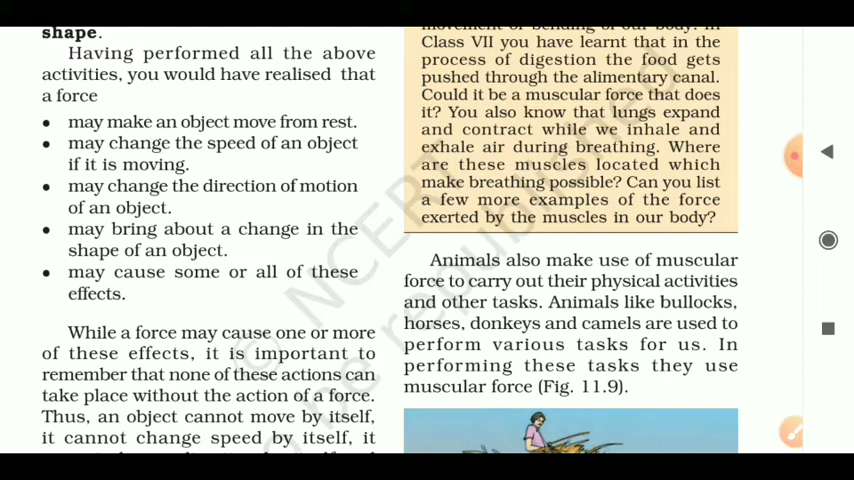 shape.
Having performed all the above
activities, you would have realised that
a force
• may make an object move from rest.
• may change the speed of an object
if it is moving.
• may change the direction of motion
of an object.
• may bring about a change in the
shape of an object.
• may cause some or all of these
effects.
While a force may cause one or more
of these effects, it is important to
remember that none of these actions can
take place without the action of a force.
Thus, an object cannot move by itself,
it cannot change speed by itself, it
movement or bending of our body? In
Class VII you have learnt that in the
process of digestion the food gets
pushed through the alimentary canal.
Could it be a muscular force that does
it? You also know that lungs expand
and contract while we inhale and
exhale air during breathing. Where
are these muscles located which
make breathing possible? Can you list
a few more examples of the force
exerted by the muscles in our body?
Animals also make use of muscular
force to carry out their physical activities
and other tasks. Animals like bullocks,
horses, donkeys and camels are used to
perform various tasks for us. In
performing these tasks they use
muscular force (Fig. 11.9).
© NCERT
be republished